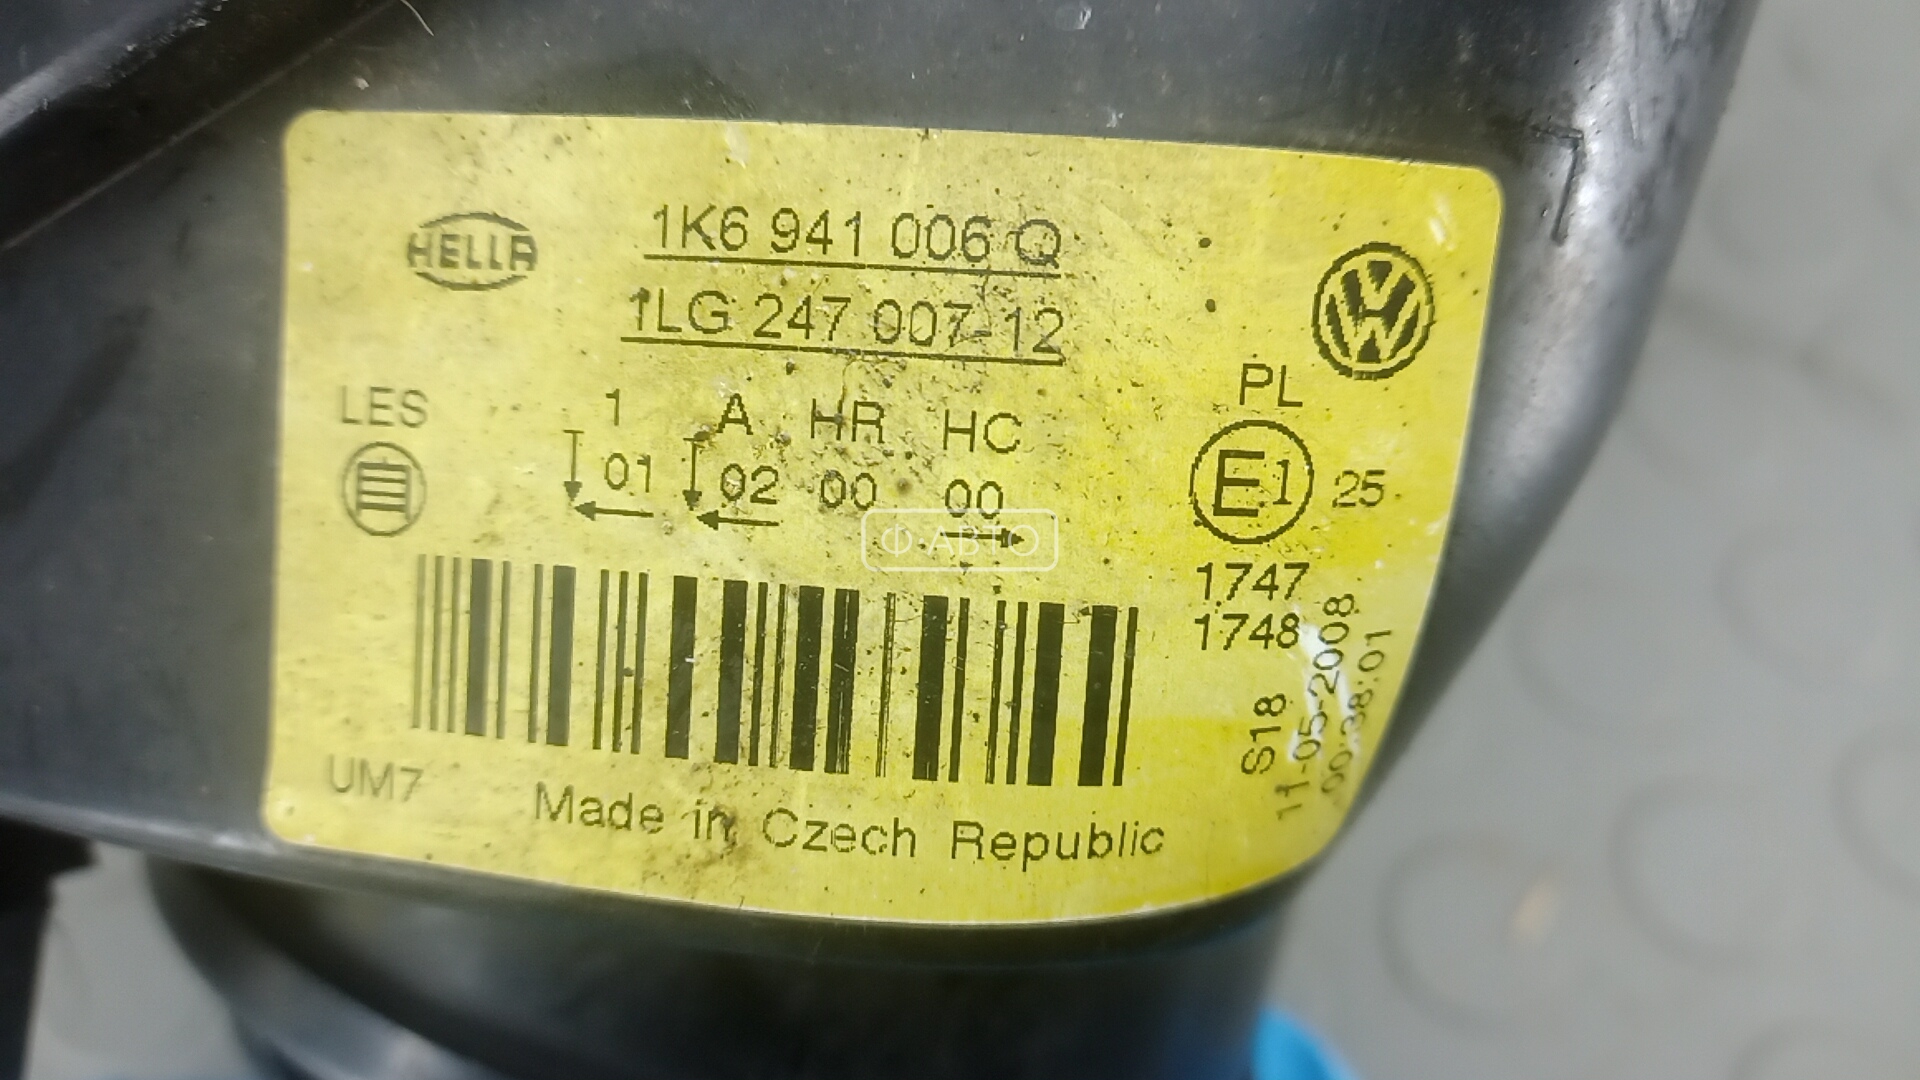 HELLA
1K6 941 006 Q
1LG 247 007-12
PL
LES
1 A HR HC
01 02 00 00
E1 25
Ф-АВТО
1747
1748
S18
11-05-2008
00:38:01
UM7
Made in Czech Republic